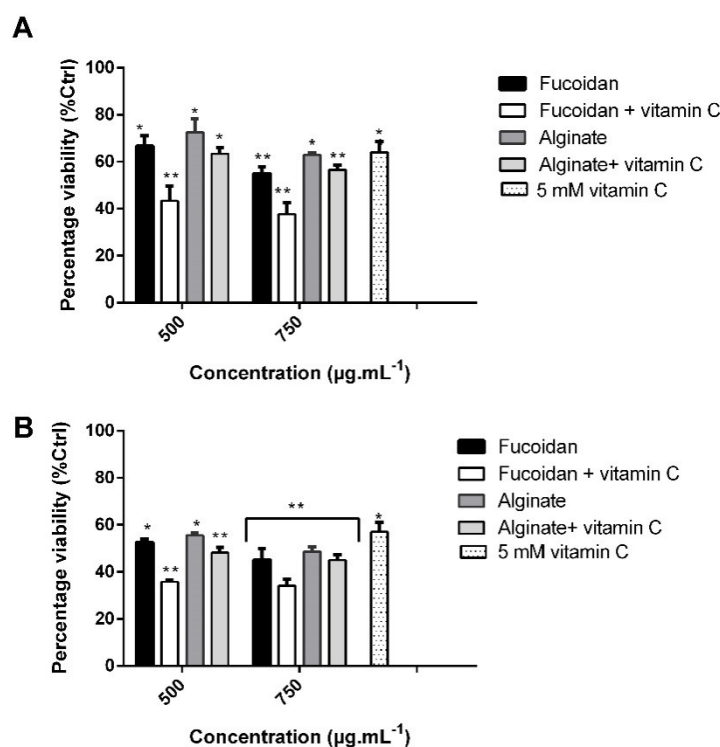 A
Percentage viability (%Ctrl)
100
80
60
40
20
0
* ** * *
** ** * ** *
500
750
Concentration (µg.mL⁻¹)
Fucoidan
Fucoidan + vitamin C
Alginate
Alginate+ vitamin C
5 mM vitamin C
B
Percentage viability (%Ctrl)
100
80
60
40
20
0
* ** * **
** *
500
750
Concentration (µg.mL⁻¹)
Fucoidan
Fucoidan + vitamin C
Alginate
Alginate+ vitamin C
5 mM vitamin C